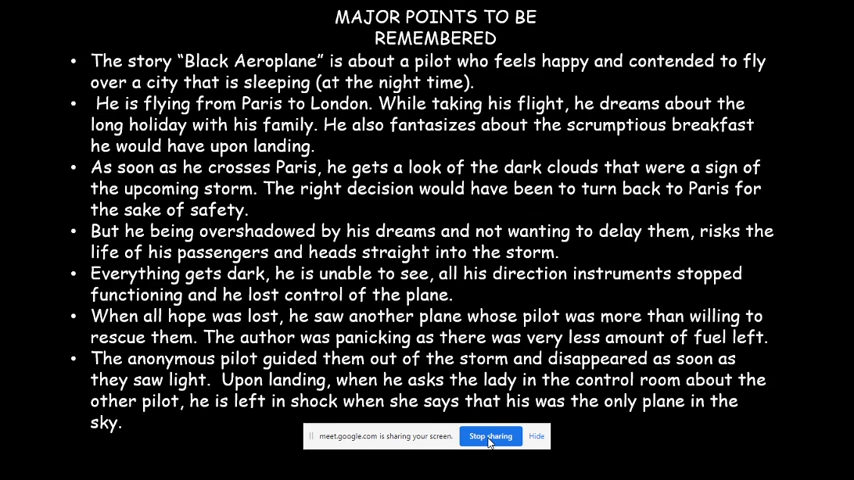 MAJOR POINTS TO BE
REMEMBERED
• The story “Black Aeroplane” is about a pilot who feels happy and contended to fly
over a city that is sleeping (at the night time).
• He is flying from Paris to London. While taking his flight, he dreams about the
long holiday with his family. He also fantasizes about the scrumptious breakfast
he would have upon landing.
• As soon as he crosses Paris, he gets a look of the dark clouds that were a sign of
the upcoming storm. The right decision would have been to turn back to Paris for
the sake of safety.
• But he being overshadowed by his dreams and not wanting to delay them, risks the
life of his passengers and heads straight into the storm.
• Everything gets dark, he is unable to see, all his direction instruments stopped
functioning and he lost control of the plane.
• When all hope was lost, he saw another plane whose pilot was more than willing to
rescue them. The author was panicking as there was very less amount of fuel left.
• The anonymous pilot guided them out of the storm and disappeared as soon as
they saw light. Upon landing, when he asks the lady in the control room about the
other pilot, he is left in shock when she says that his was the only plane in the
sky.
meet.google.com is sharing your screen. Stop sharing Hide